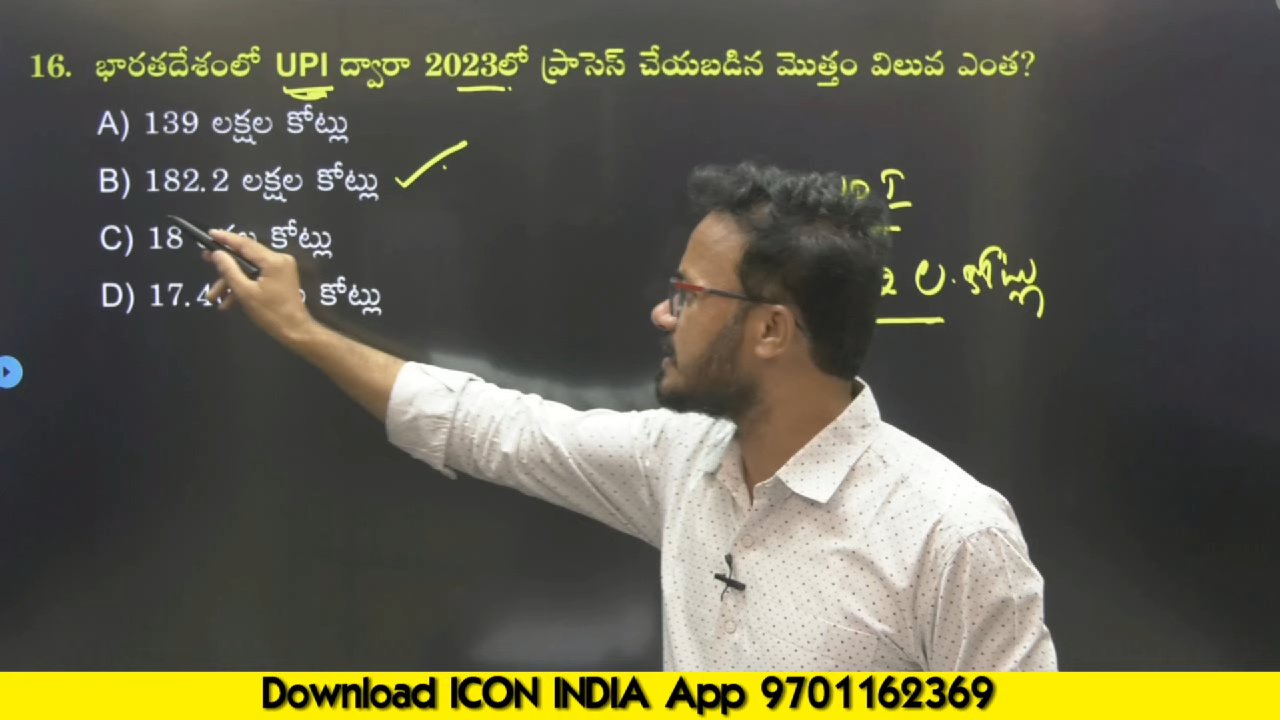 16. భారతదేశంలో UPI ద్వారా 2023లో ప్రాసెస్ చేయబడిన మొత్తం విలువ ఎంత?
A) 139 లక్షల కోట్లు
B) 182.2 లక్షల కోట్లు
C) 18 కోట్లు
D) 17.4 కోట్లు
ల. కోట్లు
Download ICON INDIA App 9701162369